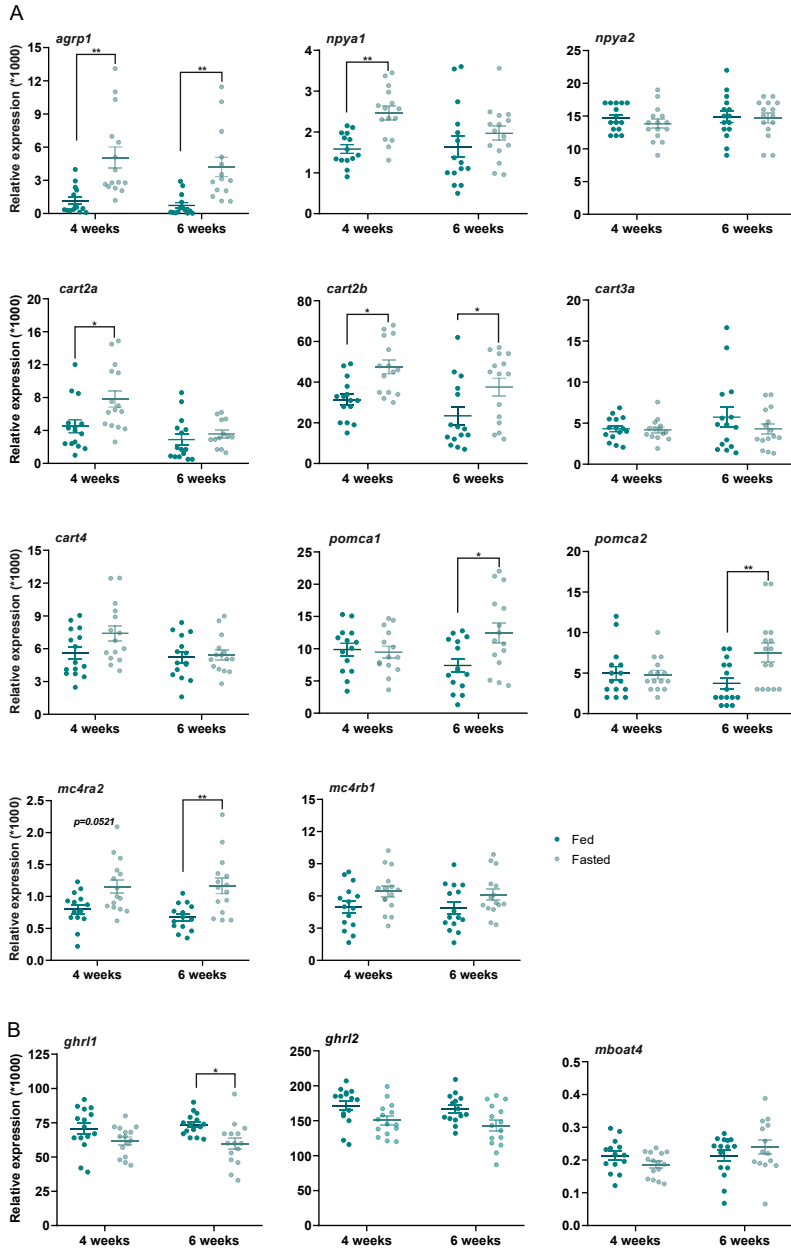 A
agrp1
npya1
npya2
Relative expression (*1000)
15
12
9
6
3
0
**
**
4 weeks
6 weeks
4
3
2
1
0
**
4 weeks
6 weeks
25
20
15
10
5
0
4 weeks
6 weeks
cart2a
cart2b
cart3a
Relative expression (*1000)
20
16
12
8
4
0
*
4 weeks
6 weeks
80
60
40
20
0
*
*
4 weeks
6 weeks
20
15
10
5
0
4 weeks
6 weeks
cart4
pomca1
pomca2
Relative expression (*1000)
15
12
9
6
3
0
4 weeks
6 weeks
25
20
15
10
5
0
*
4 weeks
6 weeks
20
15
10
5
0
**
4 weeks
6 weeks
mc4ra2
mc4rb1
Relative expression (*1000)
2.5
2.0
1.5
1.0
0.5
0.0
p=0.0521
**
4 weeks
6 weeks
15
12
9
6
3
0
4 weeks
6 weeks
Fed
Fasted
B
ghrl1
ghrl2
mboat4
Relative expression (*1000)
125
100
75
50
25
0
*
4 weeks
6 weeks
250
200
150
100
50
0
4 weeks
6 weeks
0.5
0.4
0.3
0.2
0.1
0.0
4 weeks
6 weeks